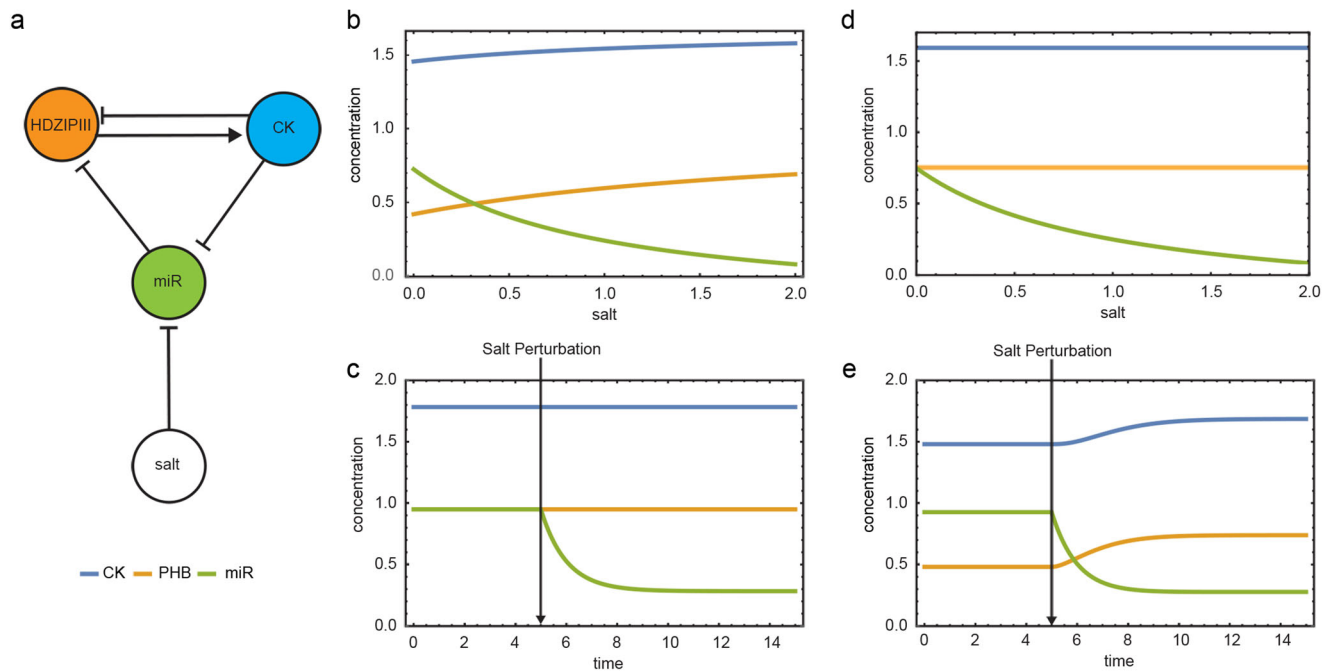 a
HDZIPIII
CK
miR
salt
CK PHB miR
b
concentration
1.5
1.0
0.5
0.0
0.0 0.5 1.0 1.5 2.0
salt
d
concentration
1.5
1.0
0.5
0.0
0.0 0.5 1.0 1.5 2.0
salt
Salt Perturbation
c
concentration
2.0
1.5
1.0
0.5
0.0
0 2 4 6 8 10 12 14
time
Salt Perturbation
e
concentration
2.0
1.5
1.0
0.5
0.0
0 2 4 6 8 10 12 14
time